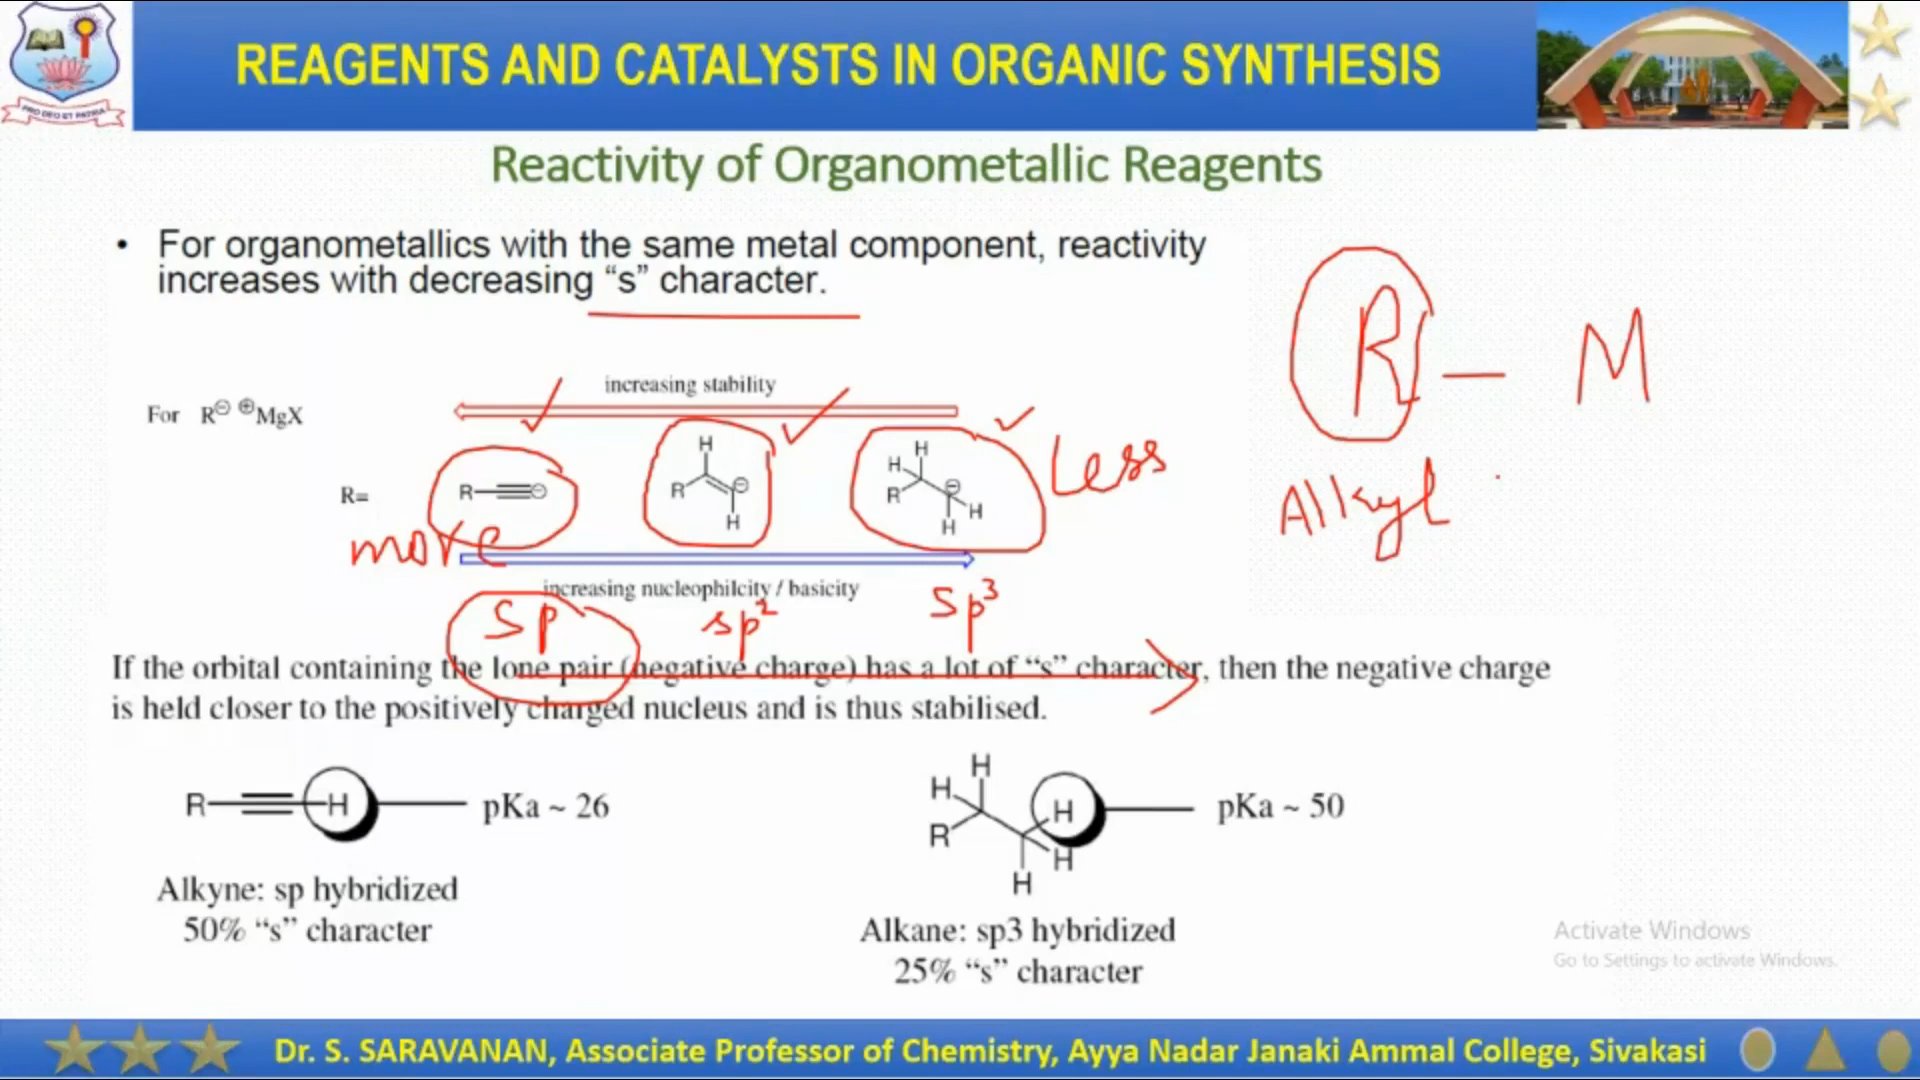 REAGENTS AND CATALYSTS IN ORGANIC SYNTHESIS
PRO DEO ET PATRIA
Reactivity of Organometallic Reagents
• For organometallics with the same metal component, reactivity
increases with decreasing “s” character.
R — M
Alkyl
increasing stability
For R⊖ ⊕MgX
Less
R=
R ⊖
H R ⊖ H
H H R ⊖ H H
more
increasing nucleophilcity / basicity
sp sp² sp³
If the orbital containing the lone pair (negative charge) has a lot of “s” character, then the negative charge
is held closer to the positively charged nucleus and is thus stabilised.
R H pKa ~ 26
H H R H H H pKa ~ 50
Alkyne: sp hybridized
50% “s” character
Alkane: sp3 hybridized
25% “s” character
Activate Windows
Go to Settings to activate Windows.
Dr. S. SARAVANAN, Associate Professor of Chemistry, Ayya Nadar Janaki Ammal College, Sivakasi